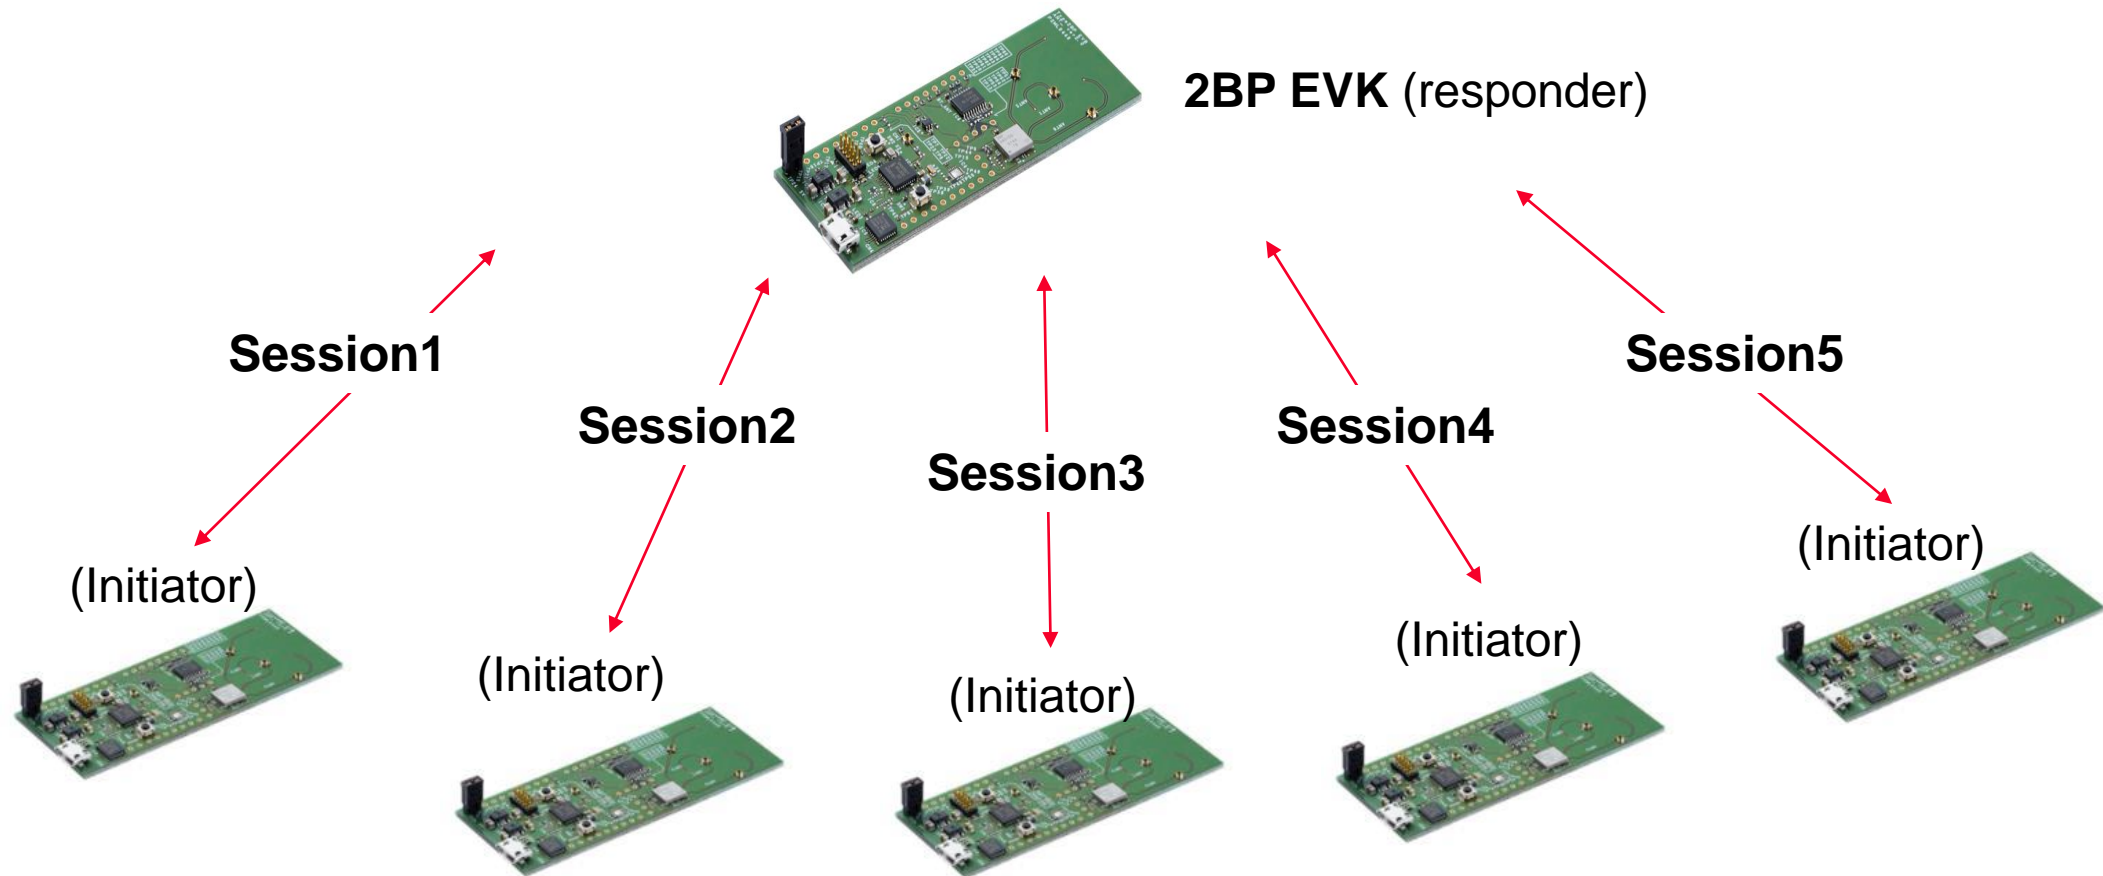 2BP EVK (responder)
Session1
Session5
Session2
Session4
Session3
(Initiator)
(Initiator)
(Initiator)
(Initiator)
(Initiator)